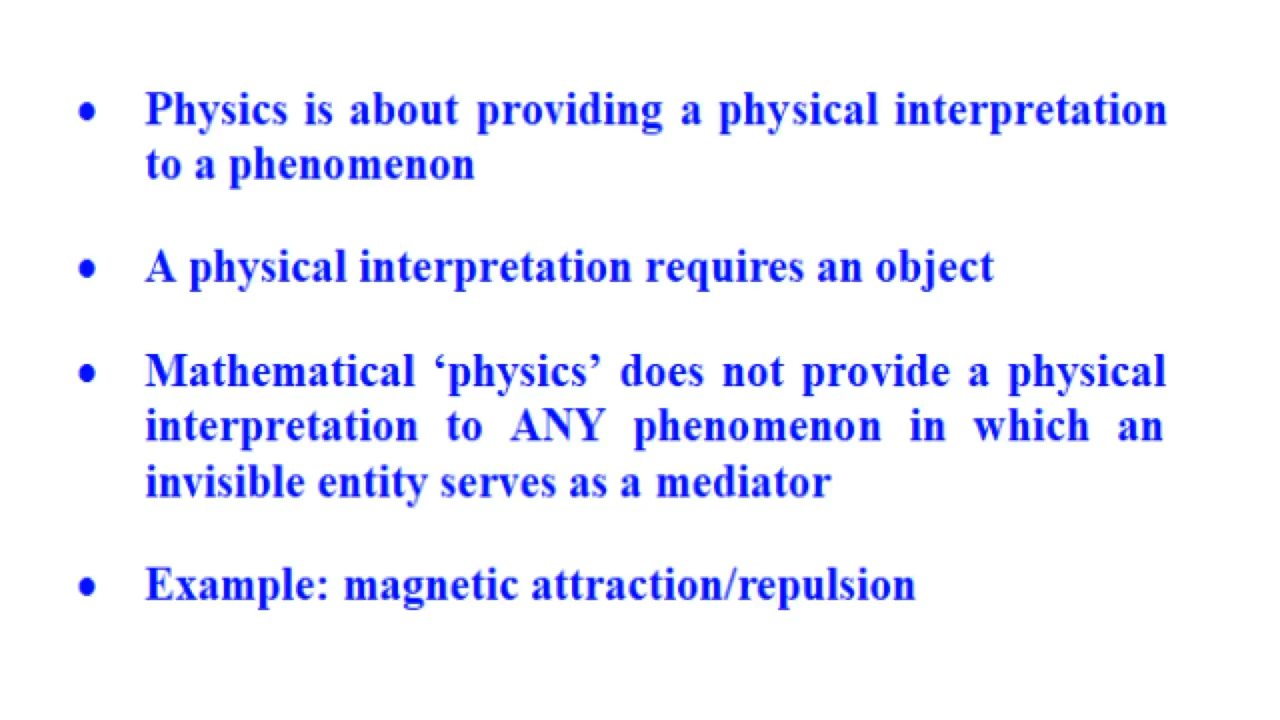 • Physics is about providing a physical interpretation
to a phenomenon
• A physical interpretation requires an object
• Mathematical ‘physics’ does not provide a physical
interpretation to ANY phenomenon in which an
invisible entity serves as a mediator
• Example: magnetic attraction/repulsion